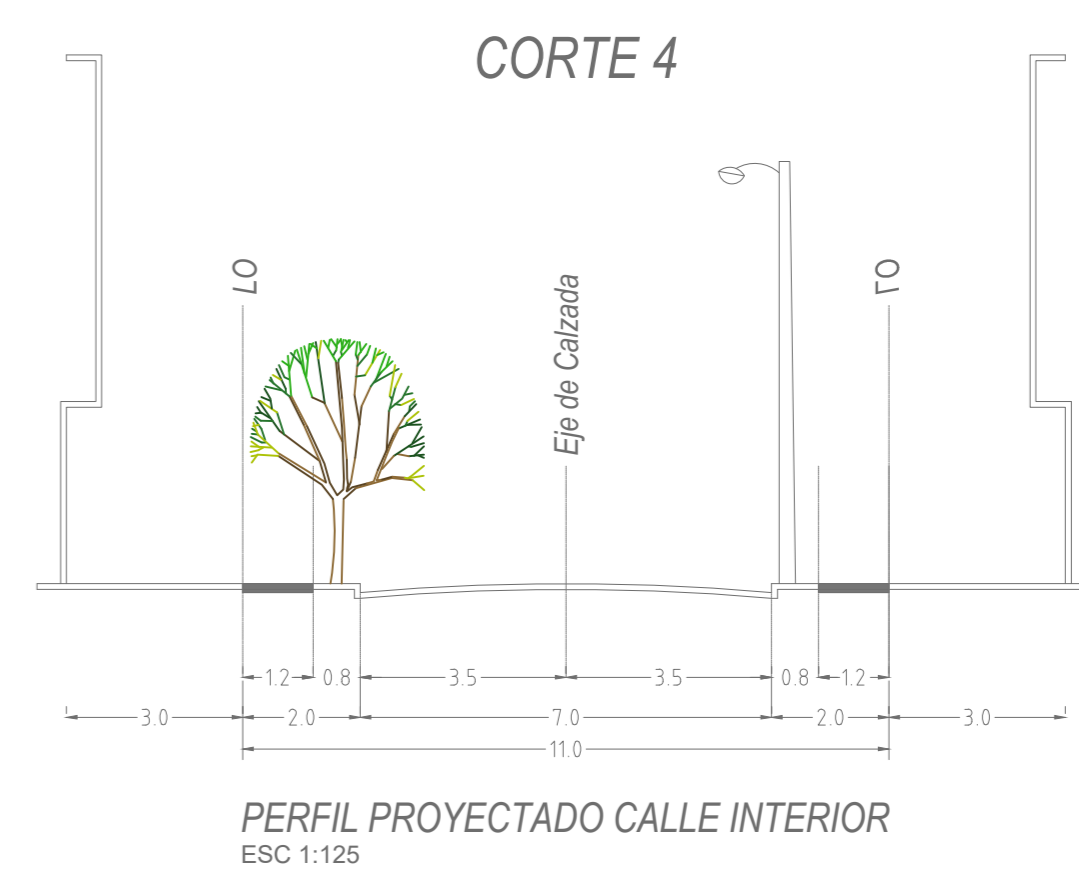 CORTE 4
LO
Eje de Calzada
LO
1.2 0.8 3.5 3.5 0.8 1.2
3.0 2.0 7.0 2.0 3.0
11.0
PERFIL PROYECTADO CALLE INTERIOR
ESC 1:125